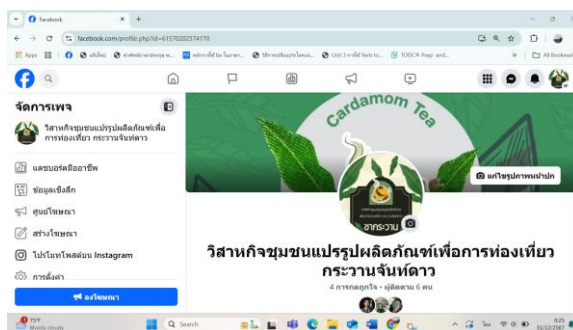 Facebook
facebook.com/profile.php?id=61570202574170
Apps
All Bookmarks
จัดการเพจ
วิสาหกิจชุมชนแปรรูปผลิตภัณฑ์เพื่อ
การท่องเที่ยว กระวานจันท์ดาว
แดชบอร์ดมืออาชีพ
ข้อมูลเชิงลึก
ศูนย์โฆษณา
สร้างโฆษณา
โปรโมทโพสต์บน Instagram
การตั้งค่า
ลงโฆษณา
Cardamom Tea
แก้ไขรูปภาพหน้าปก
ชากระวาน
วิสาหกิจชุมชนแปรรูปผลิตภัณฑ์เพื่อการท่องเที่ยว
กระวานจันท์ดาว
4 การกดถูกใจ • ผู้ติดตาม 6 คน
75°F
Mostly cloudy
Search
0:25
31/12/2567